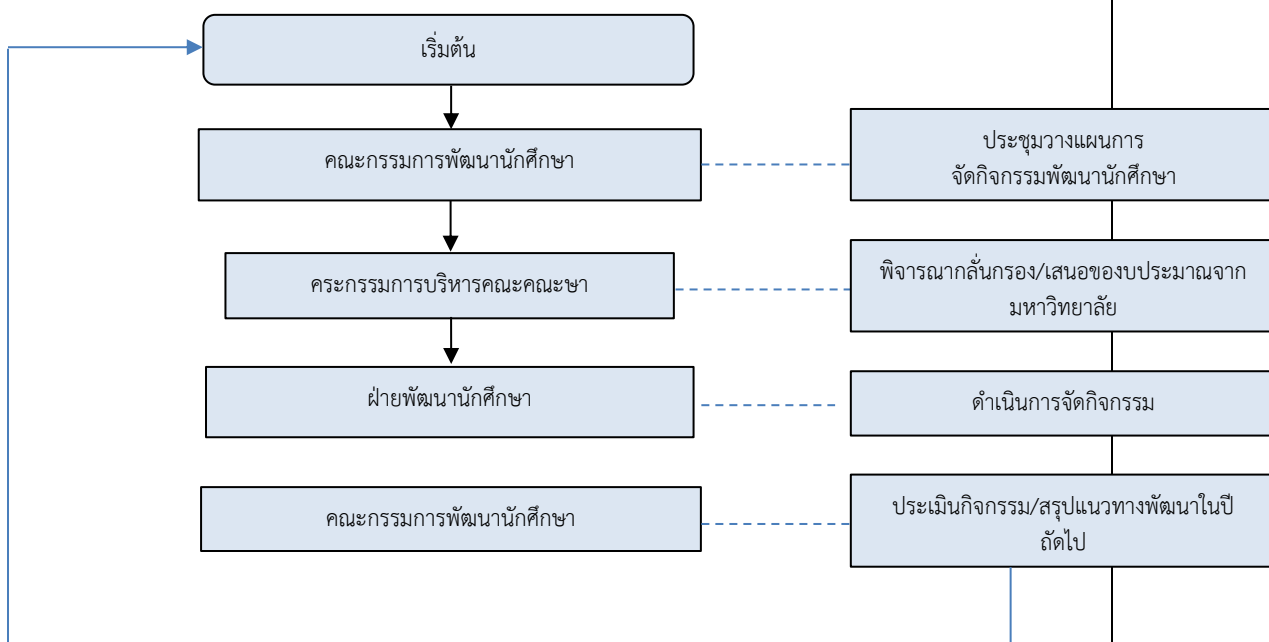 เริ่มต้น
คณะกรรมการพัฒนานักศึกษา
ประชุมวางแผนการ
จัดกิจกรรมพัฒนานักศึกษา
คระกรรมการบริหารคณะคณะษา
พิจารณากลั่นกรอง/เสนอของบประมาณจาก
มหาวิทยาลัย
ฝ่ายพัฒนานักศึกษา
ดำเนินการจัดกิจกรรม
คณะกรรมการพัฒนานักศึกษา
ประเมินกิจกรรม/สรุปแนวทางพัฒนาในปี
ถัดไป